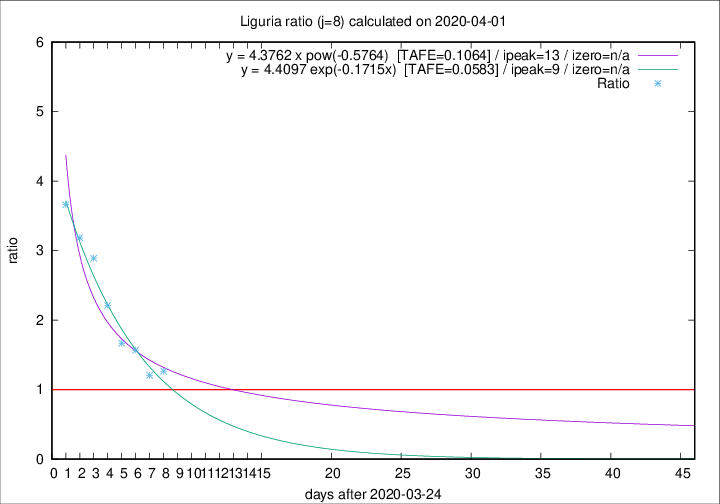 Liguria ratio (j=8) calculated on 2020-04-01
y = 4.3762 x pow(-0.5764)  [TAFE=0.1064] / ipeak=13 / izero=n/a
y = 4.4097 exp(-0.1715x)  [TAFE=0.0583] / ipeak=9 / izero=n/a
Ratio
6
5
4
3
2
1
0
ratio
0 1 2 3 4 5 6 7 8 9 10 11 12 13 14 15 20 25 30 35 40 45
days after 2020-03-24